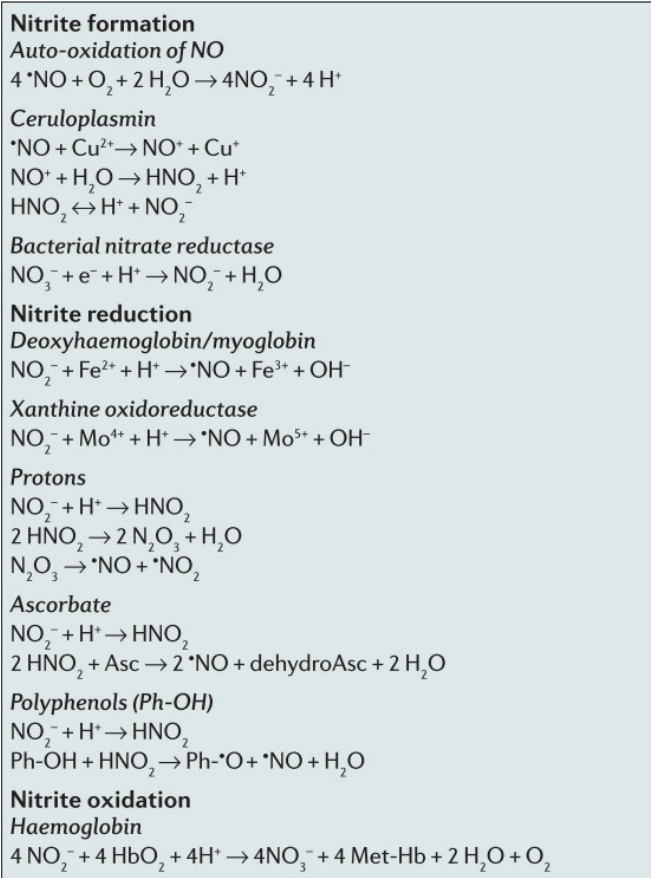 Nitrite formation
Auto-oxidation of NO
4 •NO + O₂ + 2 H₂O → 4NO₂⁻ + 4 H⁺
Ceruloplasmin
•NO + Cu²⁺ → NO⁺ + Cu⁺
NO⁺ + H₂O → HNO₂ + H⁺
HNO₂ ↔ H⁺ + NO₂⁻
Bacterial nitrate reductase
NO₃⁻ + e⁻ + H⁺ → NO₂⁻ + H₂O
Nitrite reduction
Deoxyhaemoglobin/myoglobin
NO₂⁻ + Fe²⁺ + H⁺ → •NO + Fe³⁺ + OH⁻
Xanthine oxidoreductase
NO₂⁻ + Mo⁴⁺ + H⁺ → •NO + Mo⁵⁺ + OH⁻
Protons
NO₂⁻ + H⁺ → HNO₂
2 HNO₂ → 2 N₂O₃ + H₂O
N₂O₃ → •NO + •NO₂
Ascorbate
NO₂⁻ + H⁺ → HNO₂
2 HNO₂ + Asc → 2 •NO + dehydroAsc + 2 H₂O
Polyphenols (Ph-OH)
NO₂⁻ + H⁺ → HNO₂
Ph-OH + HNO₂ → Ph-•O + •NO + H₂O
Nitrite oxidation
Haemoglobin
4 NO₂⁻ + 4 HbO₂ + 4H⁺ → 4NO₃⁻ + 4 Met-Hb + 2 H₂O + O₂